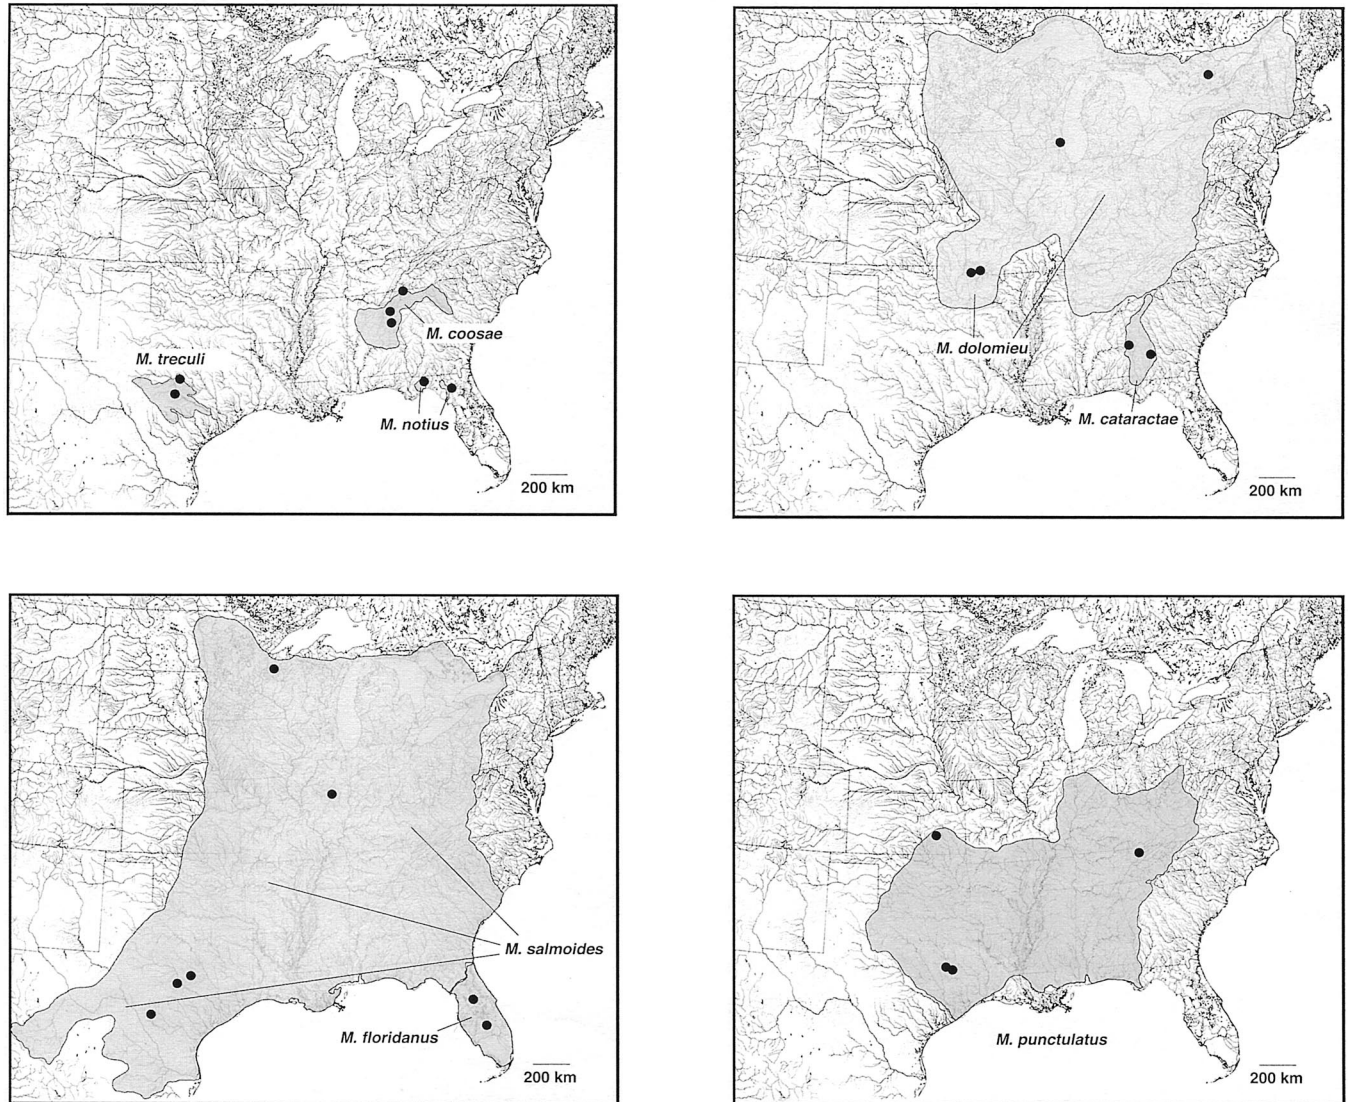 M. coosae
M. treculi
M. notius
200 km
M. dolomieu
M. cataractae
200 km
M. salmoides
M. floridanus
200 km
M. punctulatus
200 km